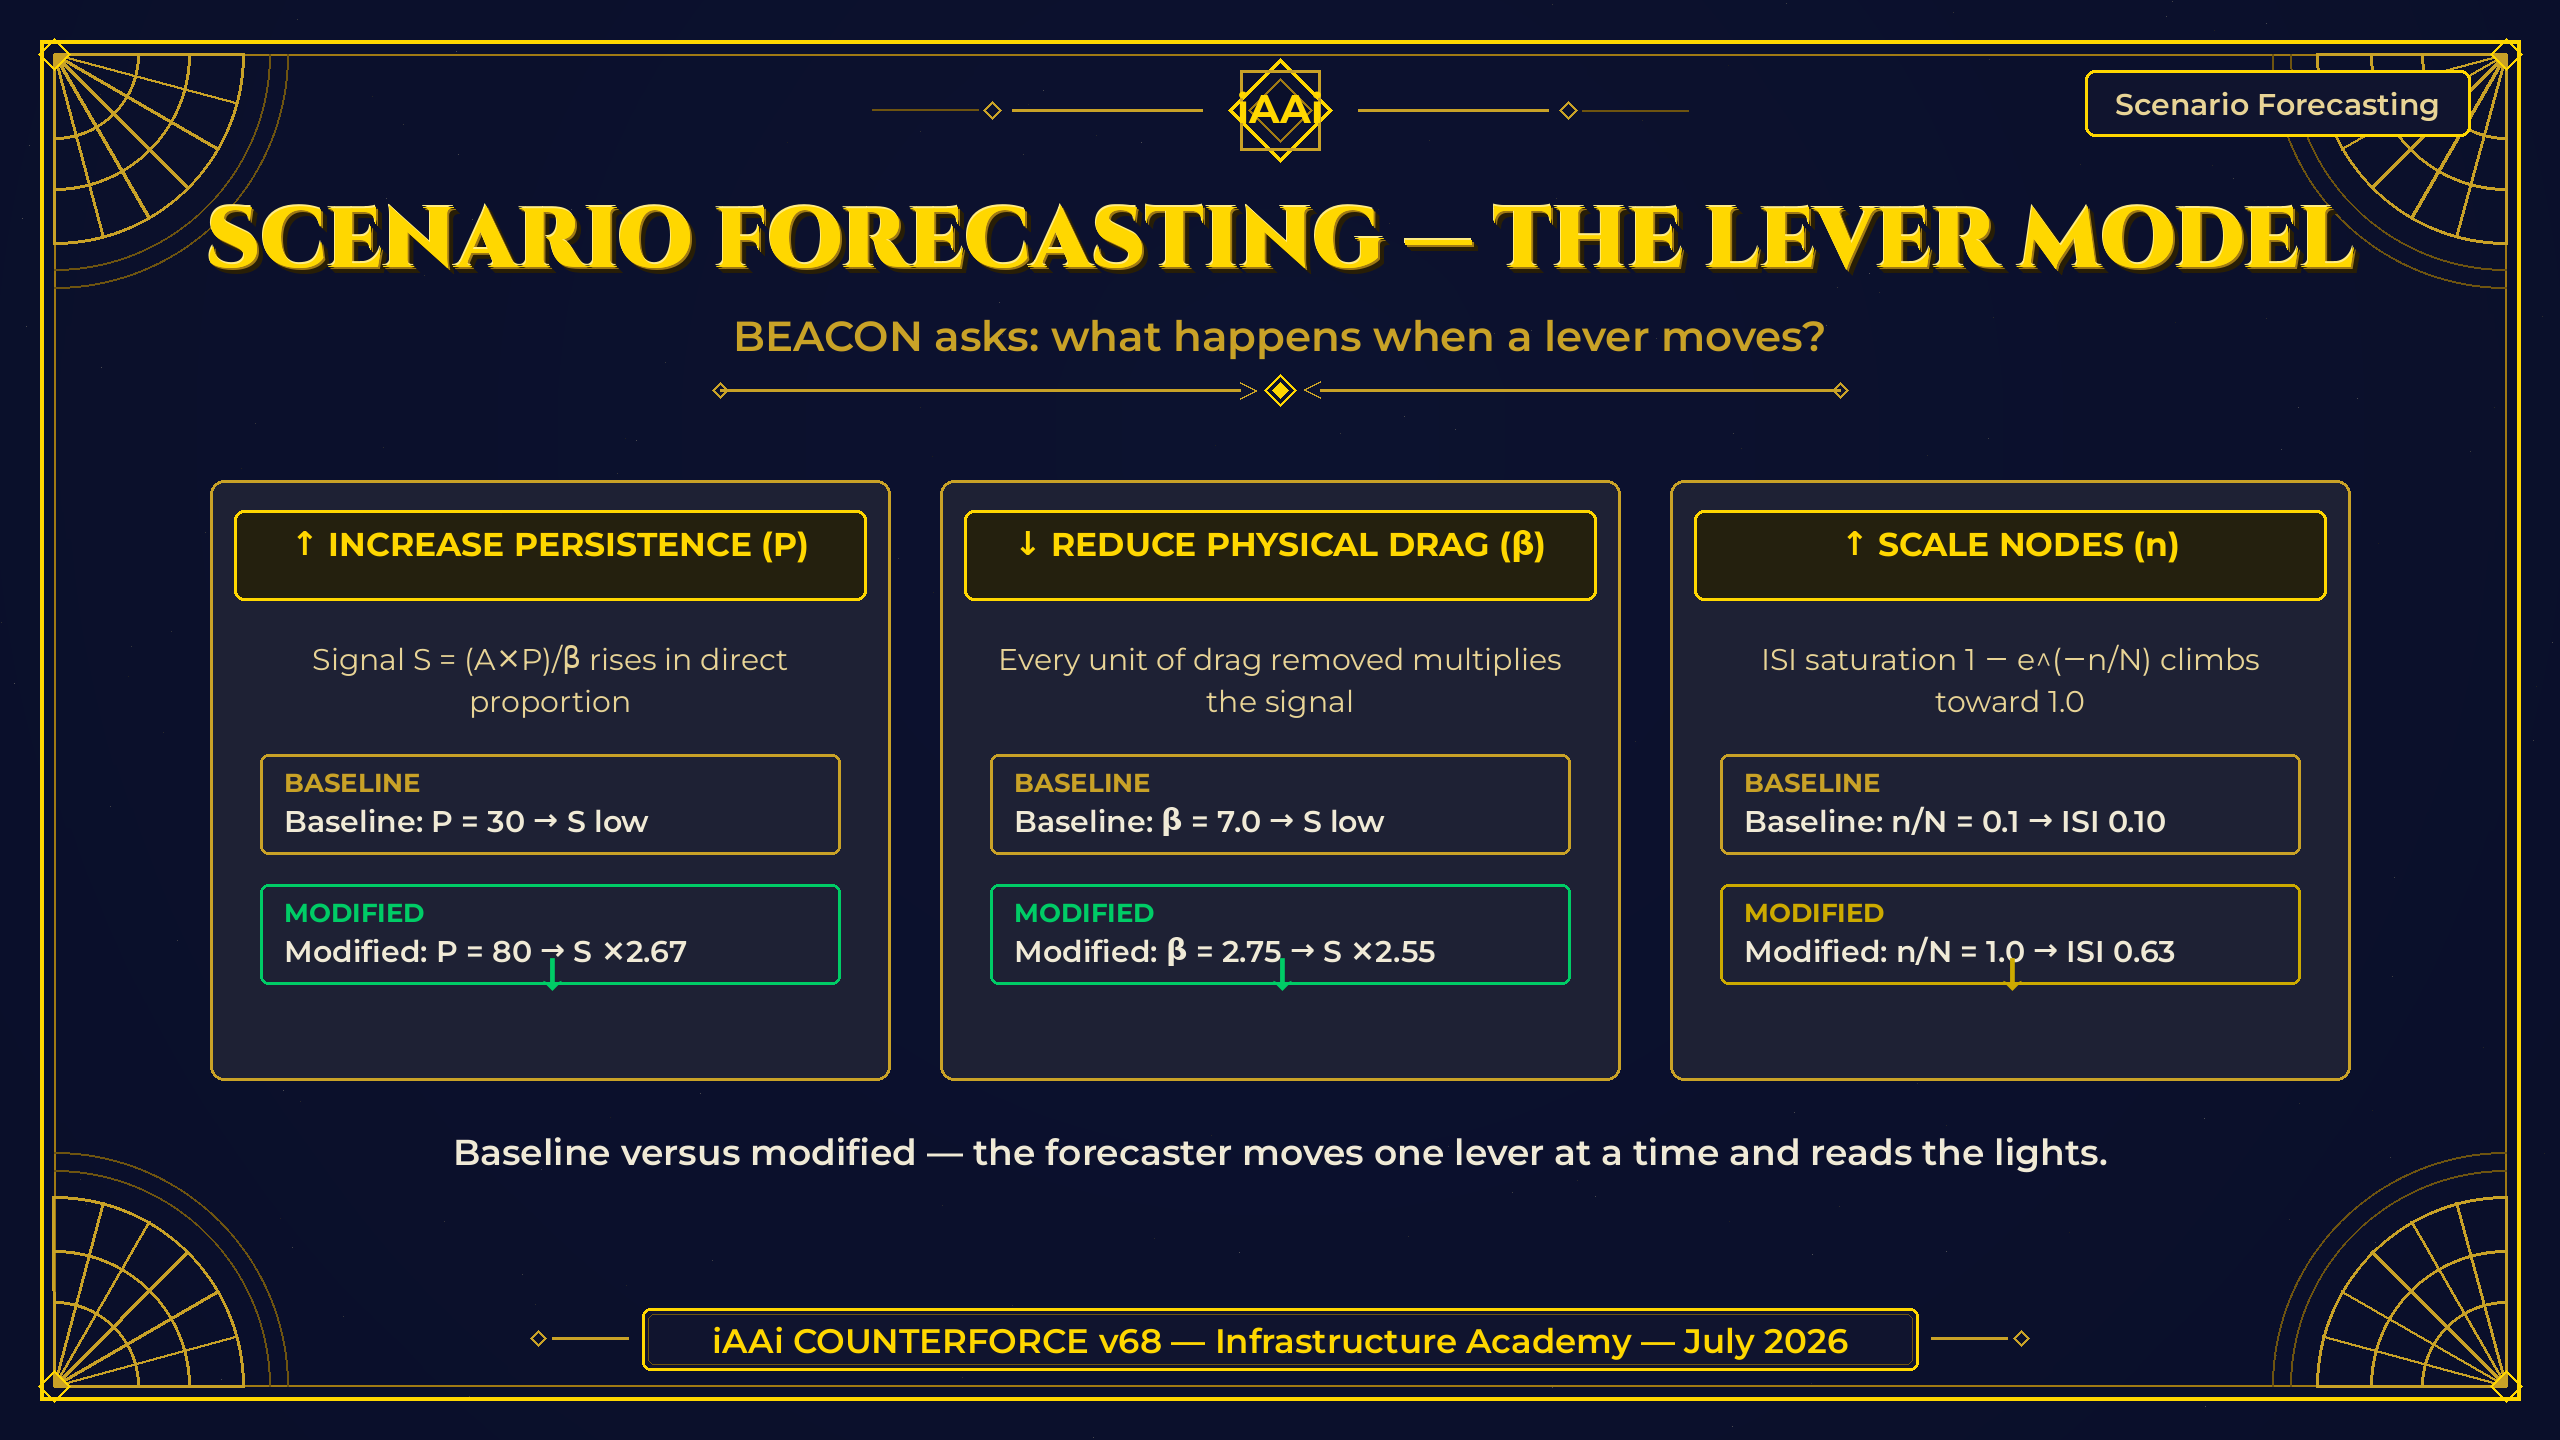 iAAi
Scenario Forecasting
SCENARIO FORECASTING — THE LEVER MODEL
BEACON asks: what happens when a lever moves?
↑ INCREASE PERSISTENCE (P)
Signal S = (A×P)/β rises in direct
proportion
BASELINE
Baseline: P = 30 → S low
MODIFIED
Modified: P = 80 → S ×2.67
↓ REDUCE PHYSICAL DRAG (β)
Every unit of drag removed multiplies
the signal
BASELINE
Baseline: β = 7.0 → S low
MODIFIED
Modified: β = 2.75 → S ×2.55
↑ SCALE NODES (n)
ISI saturation 1 − e^(−n/N) climbs
toward 1.0
BASELINE
Baseline: n/N = 0.1 → ISI 0.10
MODIFIED
Modified: n/N = 1.0 → ISI 0.63
Baseline versus modified — the forecaster moves one lever at a time and reads the lights.
iAAi COUNTERFORCE v68 — Infrastructure Academy — July 2026